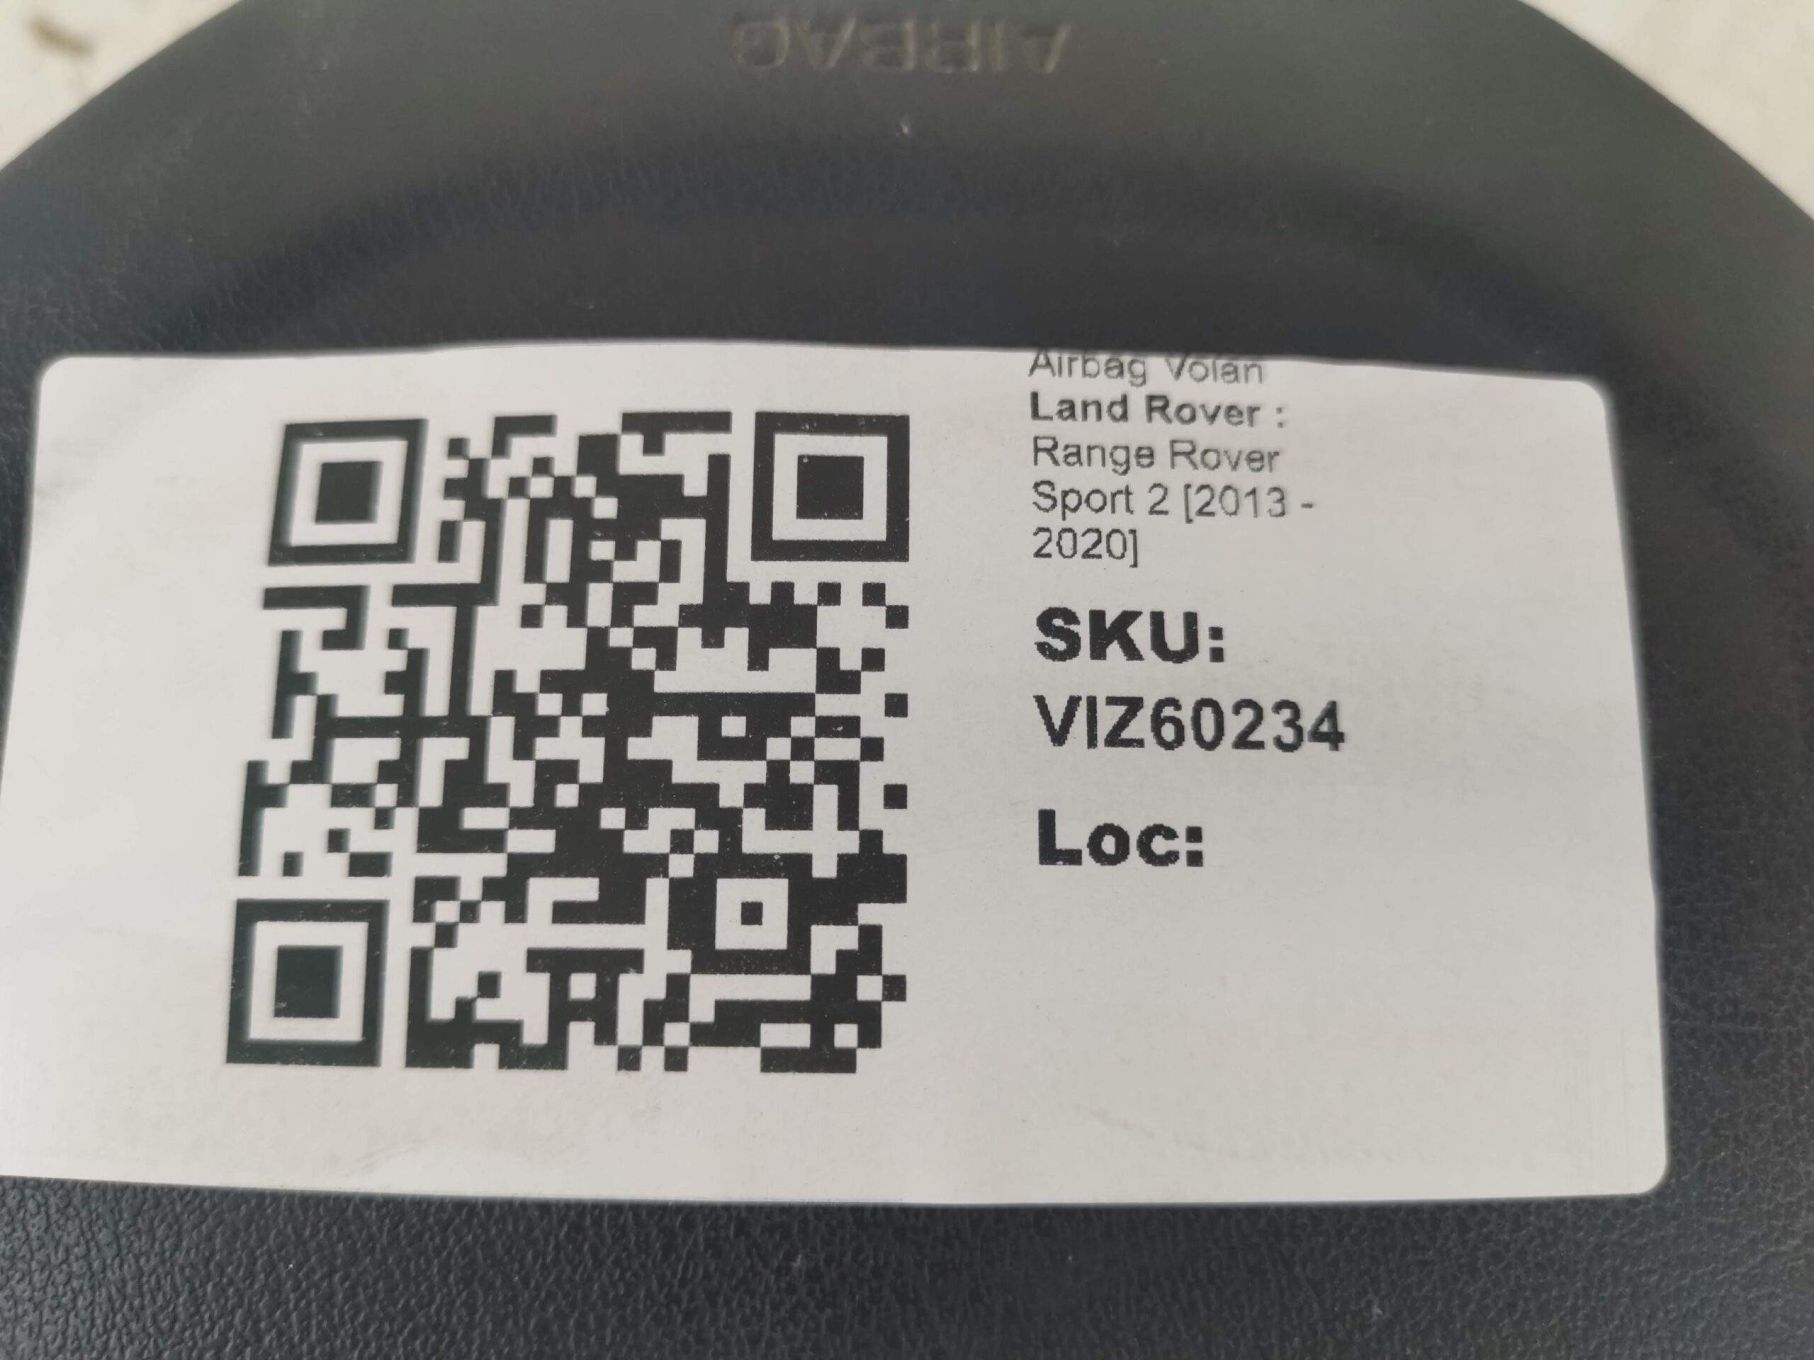 AIRBAG
Airbag Volan
Land Rover :
Range Rover
Sport 2 [2013 -
2020]
SKU:
VIZ60234
Loc: